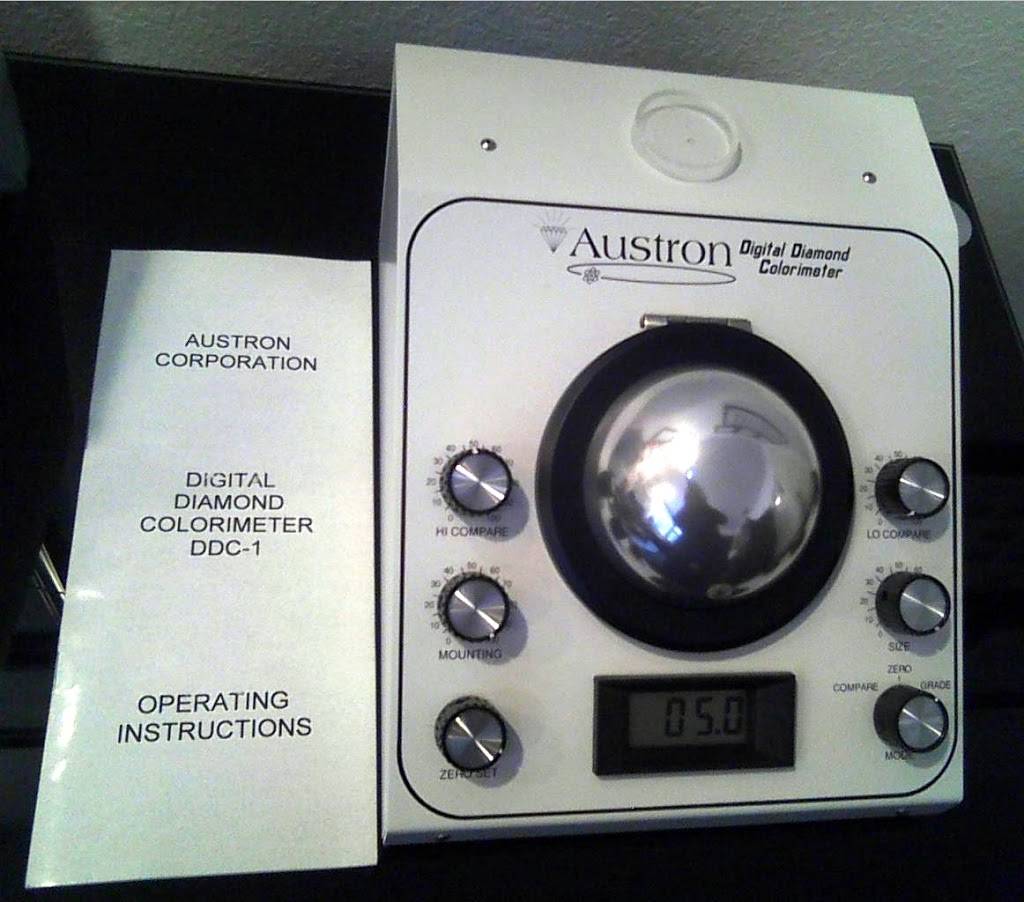 AUSTRON
CORPORATION
DIGITAL
DIAMOND
COLORIMETER
DDC-1
OPERATING
INSTRUCTIONS
Austron Digital Diamond
Colorimeter
HI COMPARE
LO COMPARE
MOUNTING
SIZE
ZERO
COMPARE
GRADE
05.0
ZERO SET
MODE